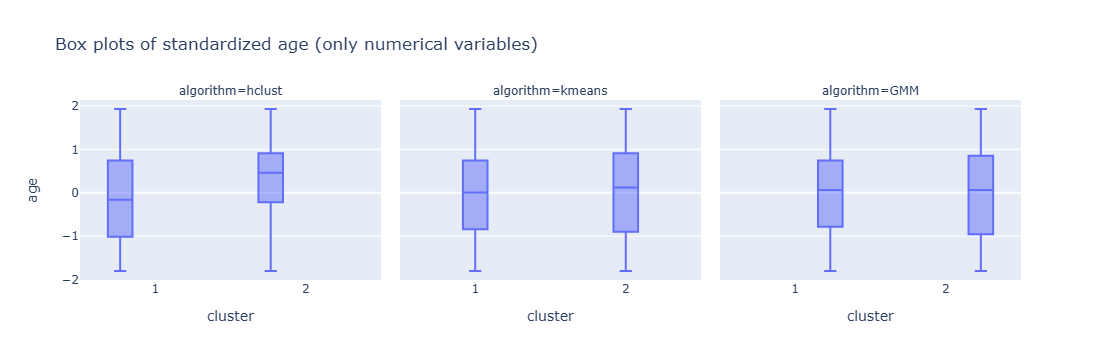 Box plots of standardized age (only numerical variables)
algorithm=hclust
algorithm=kmeans
algorithm=GMM
age
2
1
0
−1
−2
1
2
1
2
1
2
cluster
cluster
cluster